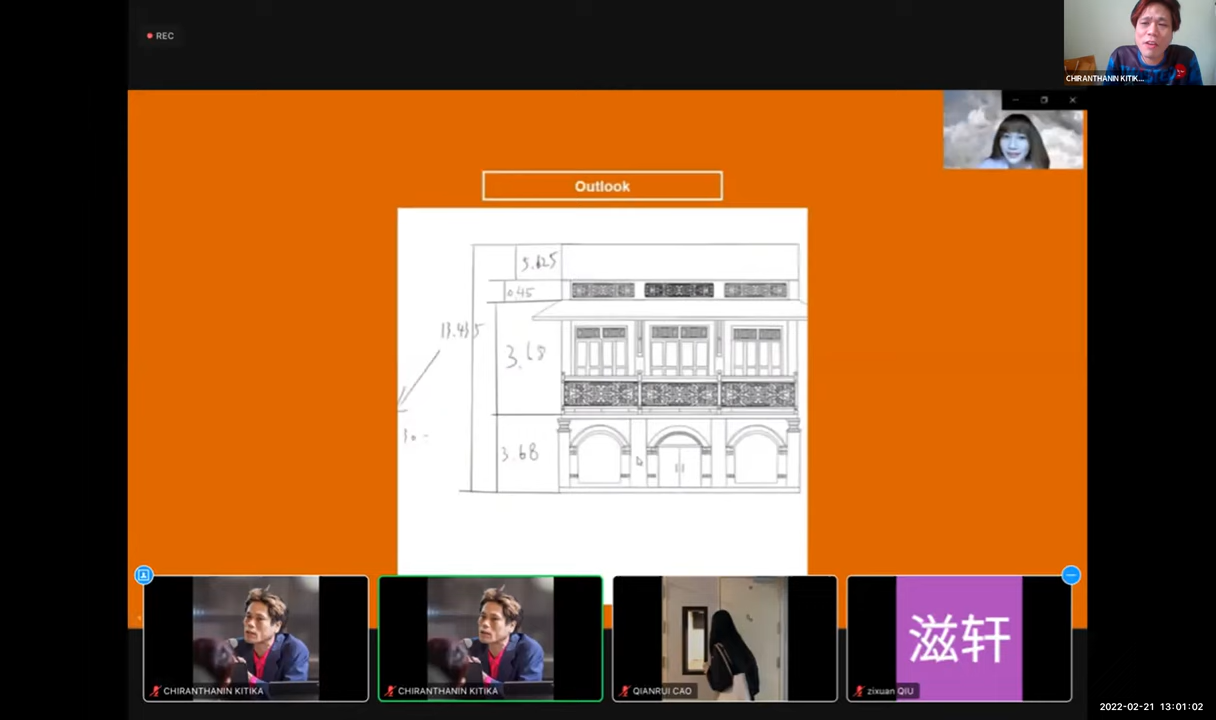 REC
CHIRANTHANIN KITIK...
Outlook
5.625
0.45
13.435
3.68
3.68
CHIRANTHANIN KITIKA
CHIRANTHANIN KITIKA
QIANRUI CAO
滋轩
zixuan QIU
2022-02-21 13:01:02